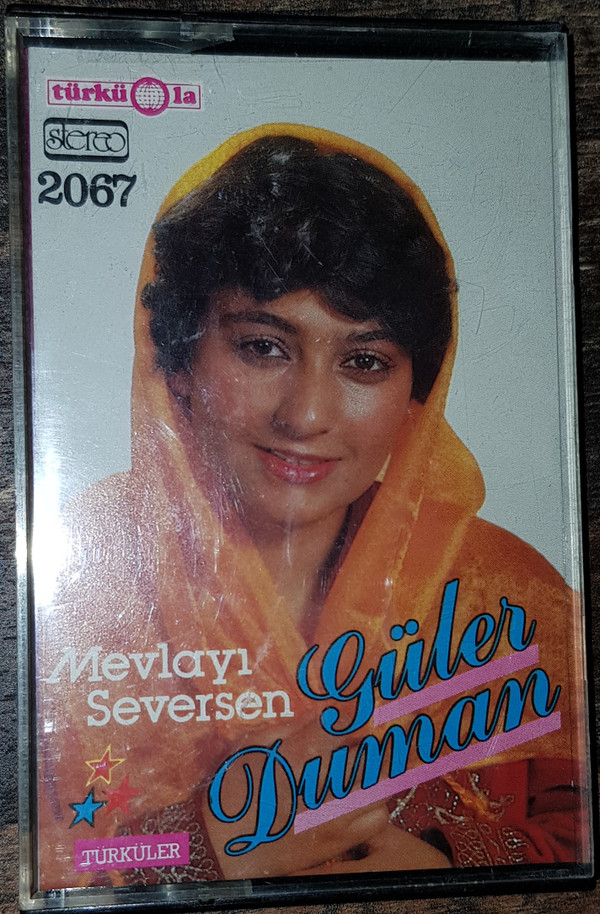 türkü la
stereo
2067
Mevlayı
Seversen
Güler
Duman
TÜRKÜLER